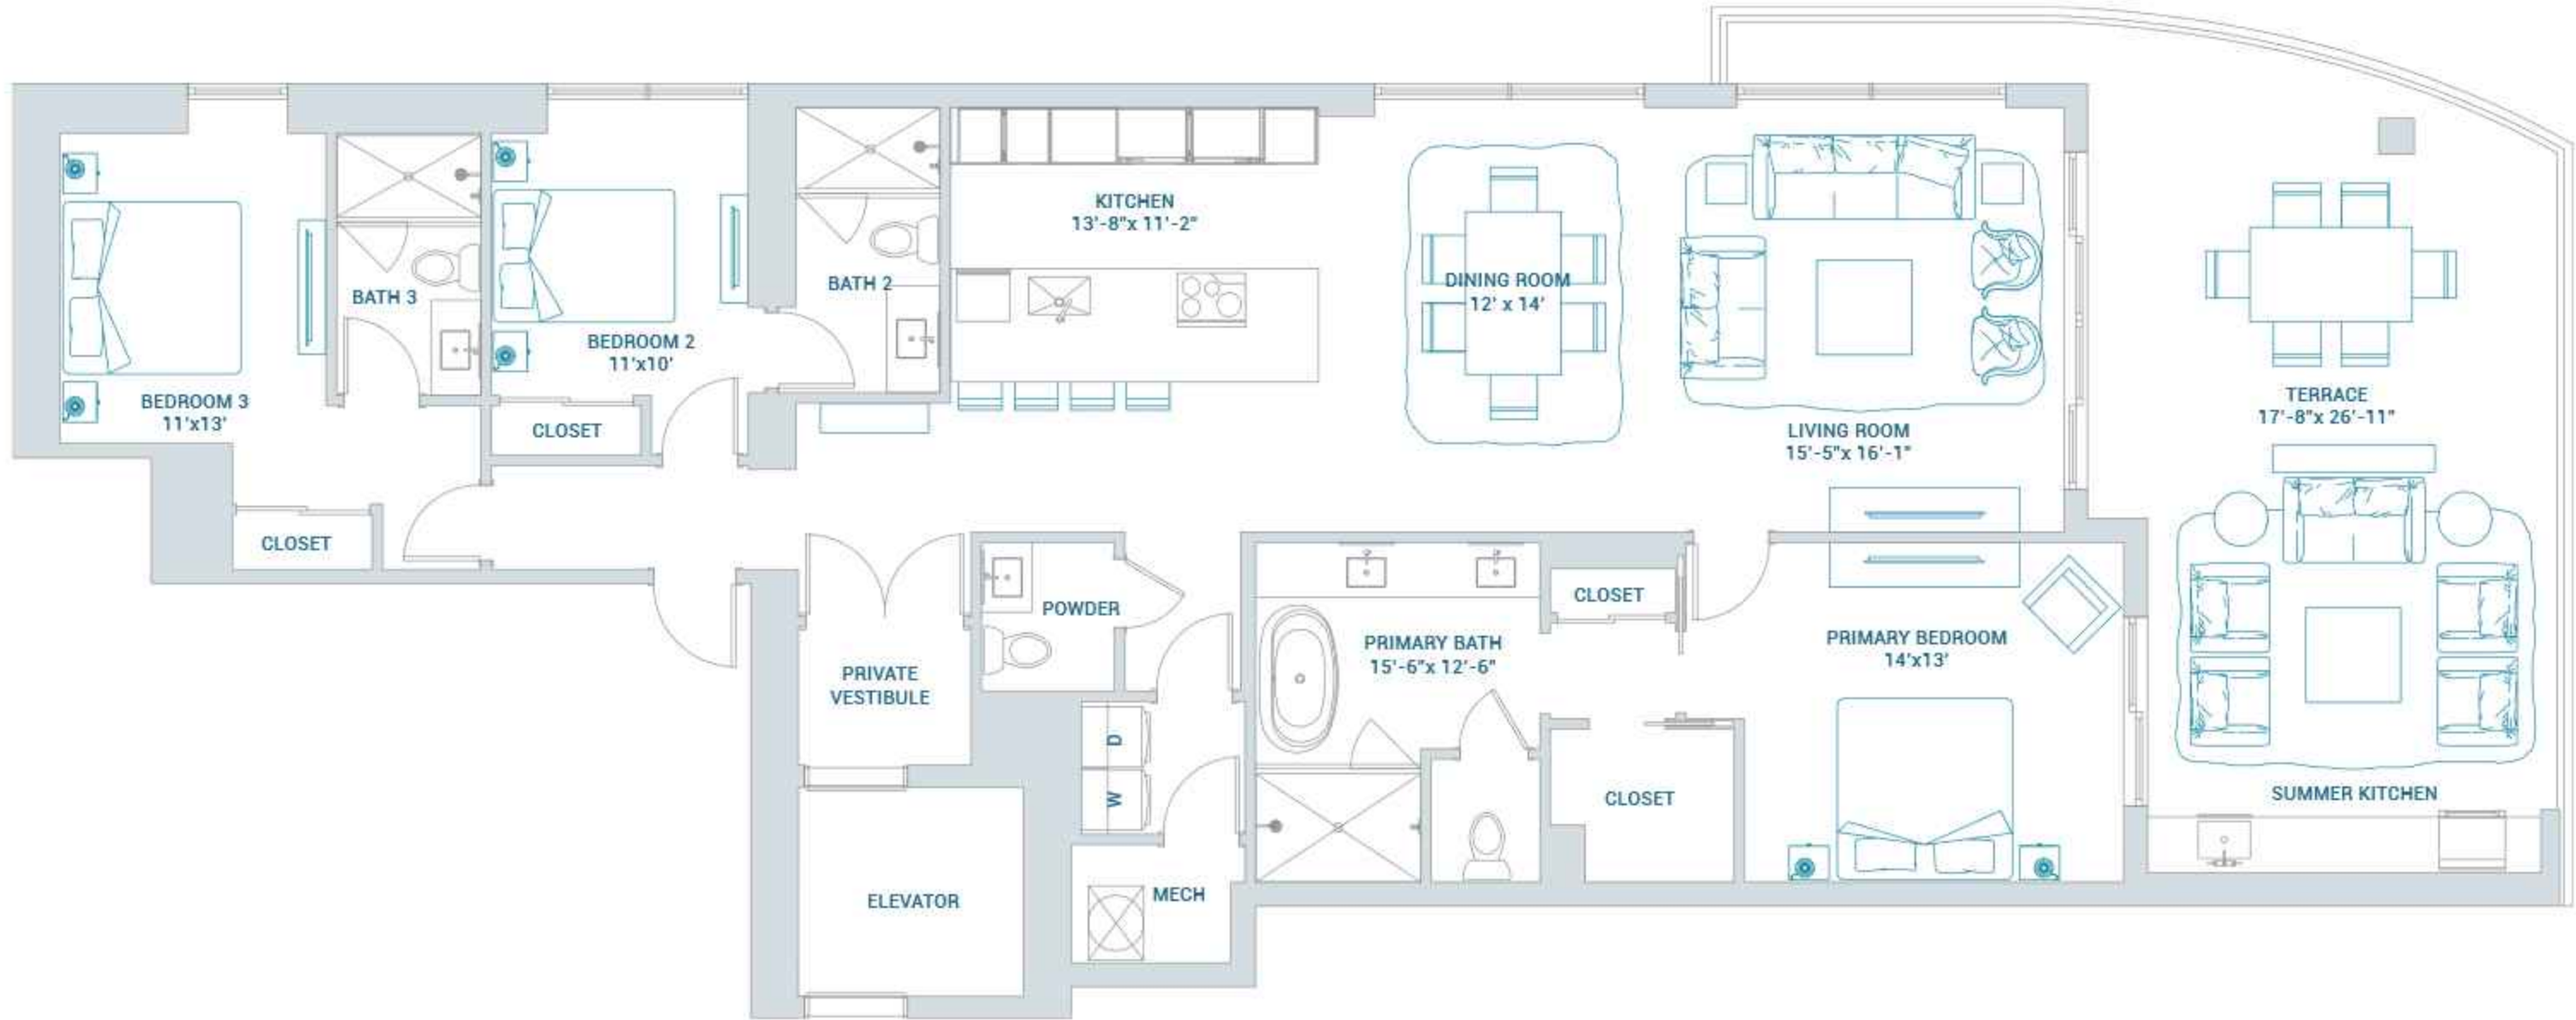 KITCHEN
13'-8"x 11'-2"
BATH 3
BATH 2
DINING ROOM
12' x 14'
BEDROOM 2
11'x10'
BEDROOM 3
11'x13'
CLOSET
TERRACE
17'-8"x 26'-11"
LIVING ROOM
15'-5"x 16'-1"
CLOSET
CLOSET
POWDER
PRIMARY BATH
15'-6"x 12'-6"
PRIMARY BEDROOM
14'x13'
PRIVATE
VESTIBULE
D
W
CLOSET
SUMMER KITCHEN
ELEVATOR
MECH